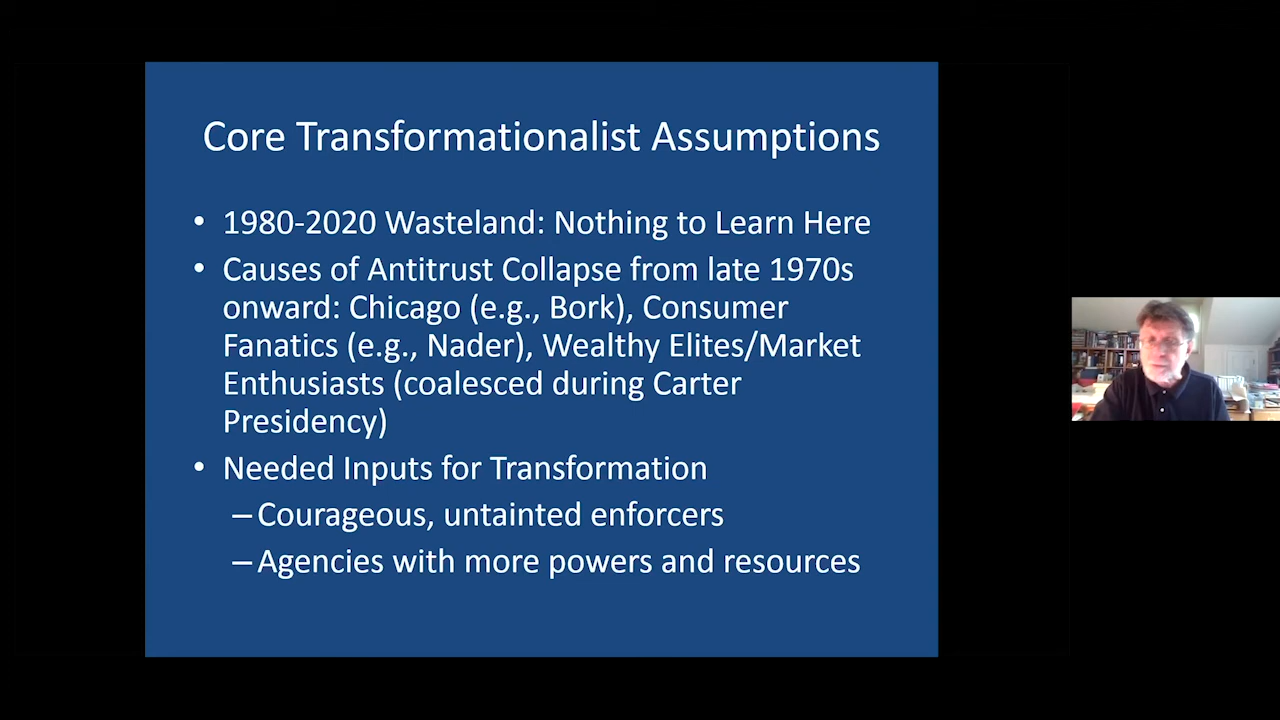 Core Transformationalist Assumptions
• 1980-2020 Wasteland: Nothing to Learn Here
• Causes of Antitrust Collapse from late 1970s
onward: Chicago (e.g., Bork), Consumer
Fanatics (e.g., Nader), Wealthy Elites/Market
Enthusiasts (coalesced during Carter
Presidency)
• Needed Inputs for Transformation
–Courageous, untainted enforcers
–Agencies with more powers and resources